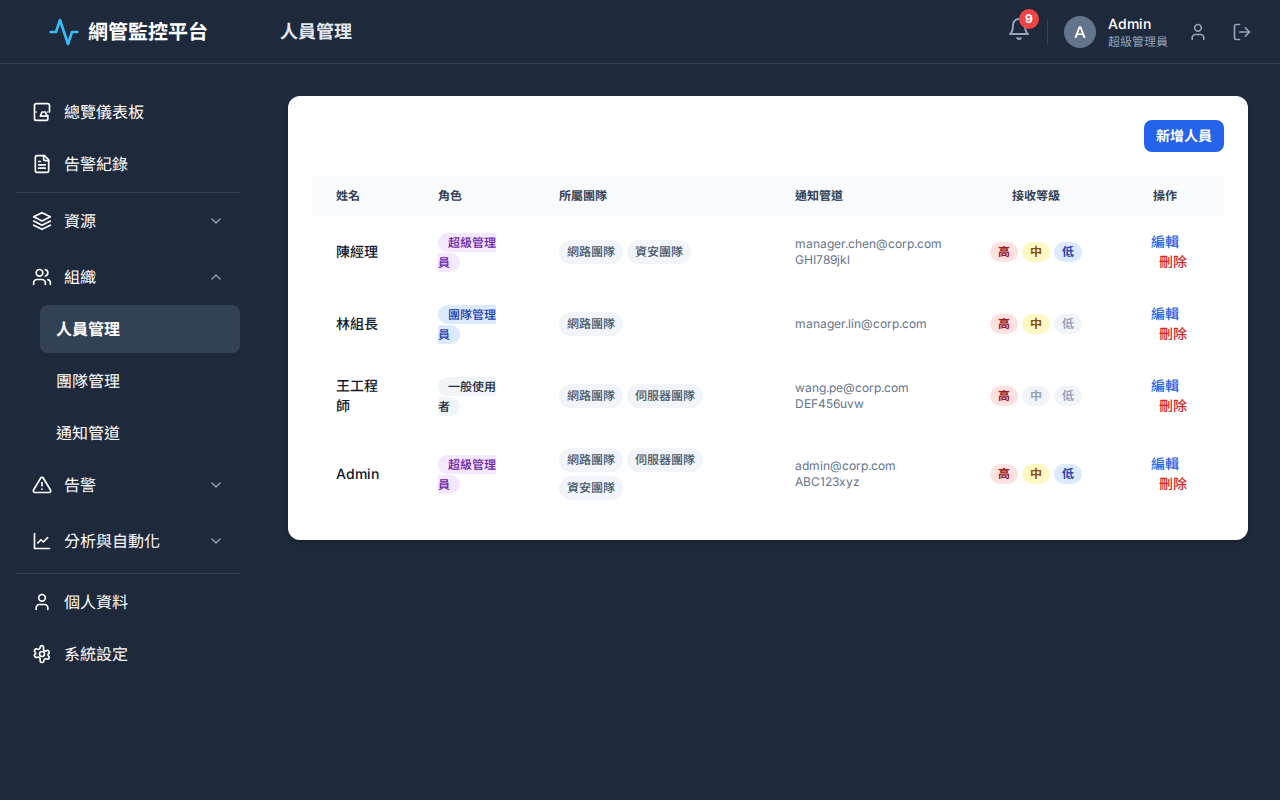 網管監控平台
人員管理
9
A
Admin
超級管理員
總覽儀表板
告警紀錄
資源
組織
人員管理
團隊管理
通知管道
告警
分析與自動化
個人資料
系統設定
新增人員
姓名 角色 所屬團隊 通知管道 接收等級 操作
陳經理 超級管理員 網路團隊 資安團隊 manager.chen@corp.com GHI789jkl 高 中 低 編輯 刪除
林組長 團隊管理員 網路團隊 manager.lin@corp.com 高 中 低 編輯 刪除
王工程師 一般使用者 網路團隊 伺服器團隊 wang.pe@corp.com DEF456uvw 高 中 低 編輯 刪除
Admin 超級管理員 網路團隊 伺服器團隊 資安團隊 admin@corp.com ABC123xyz 高 中 低 編輯 刪除